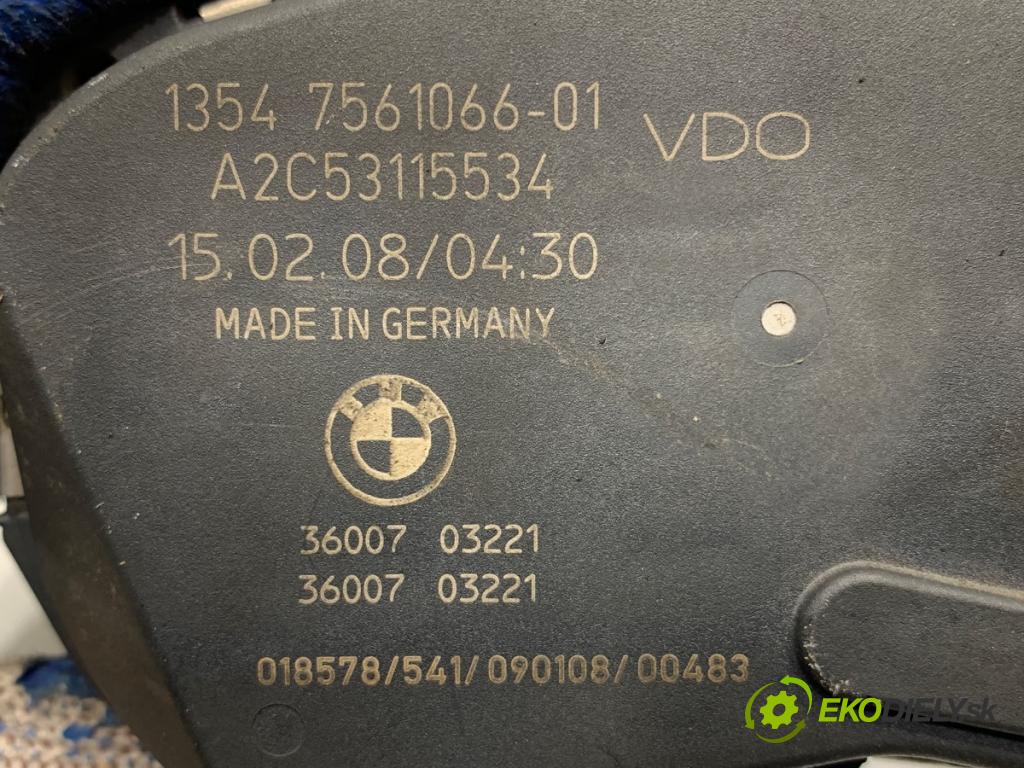 1354 7561066-01
VDO
A2C53115534
15.02.08/04:30
MADE IN GERMANY
BMW
36007 03221
36007 03221
018578/541/090108/00483
EKODIELY.sk